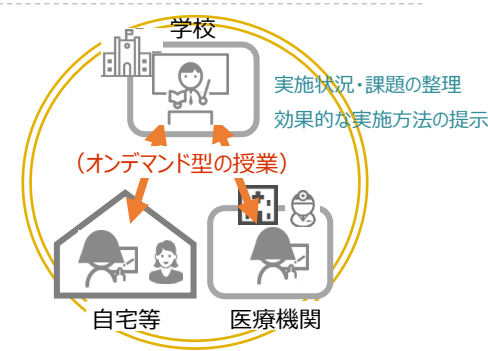 学校
実施状況・課題の整理
効果的な実施方法の提示
（オンデマンド型の授業）
自宅等
医療機関